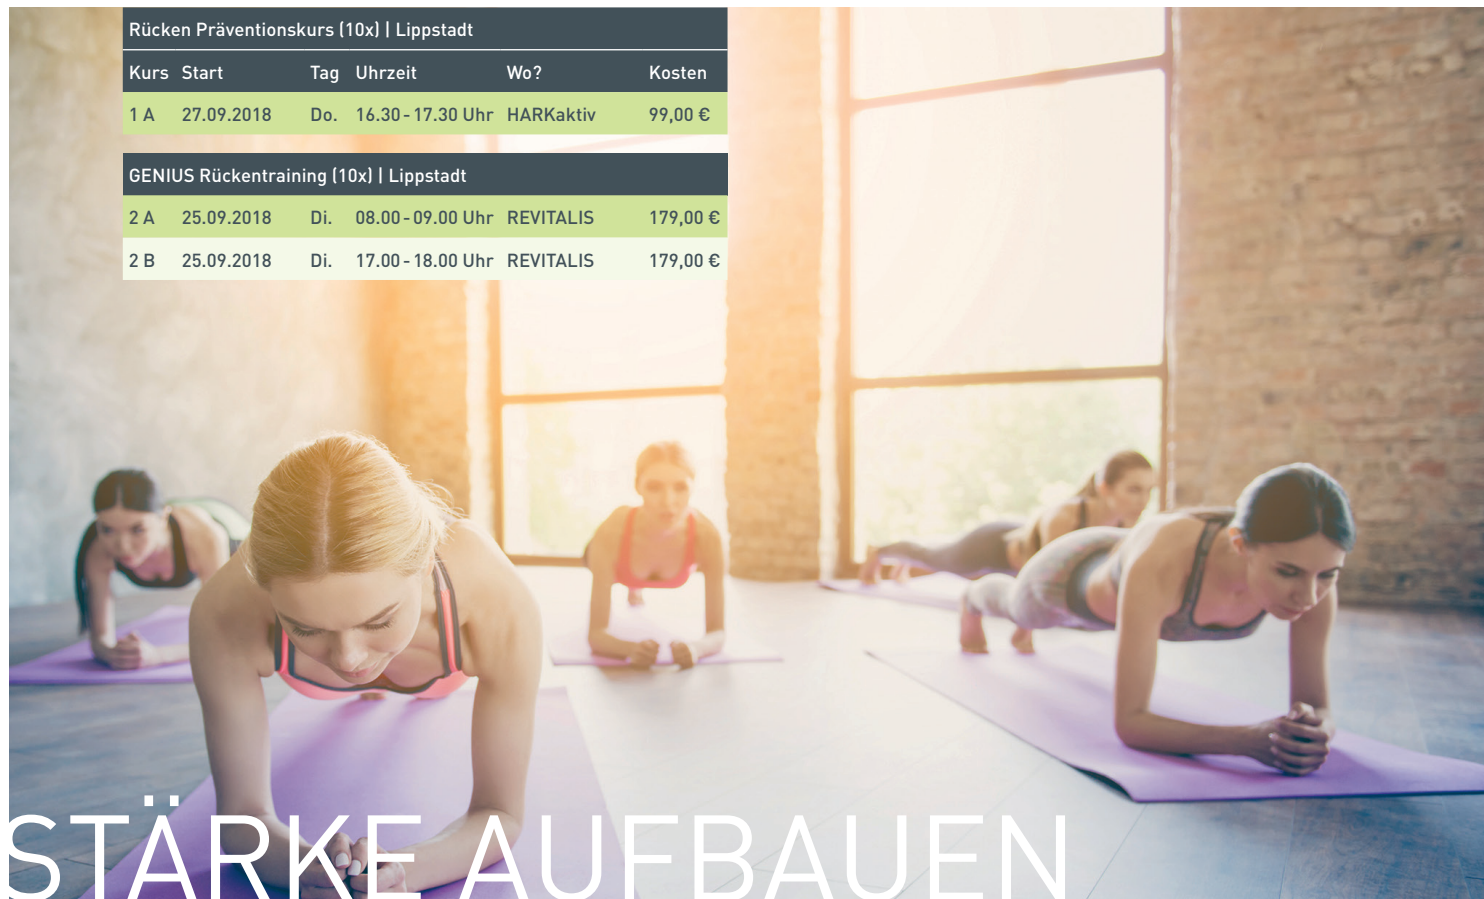 Rücken Präventionskurs (10x) | Lippstadt
Kurs Start Tag Uhrzeit Wo? Kosten
1 A 27.09.2018 Do. 16.30 - 17.30 Uhr HARKaktiv 99,00 €
GENIUS Rückentraining (10x) | Lippstadt
2 A 25.09.2018 Di. 08.00 - 09.00 Uhr REVITALIS 179,00 €
2 B 25.09.2018 Di. 17.00 - 18.00 Uhr REVITALIS 179,00 €
STÄRKE AUFBAUEN